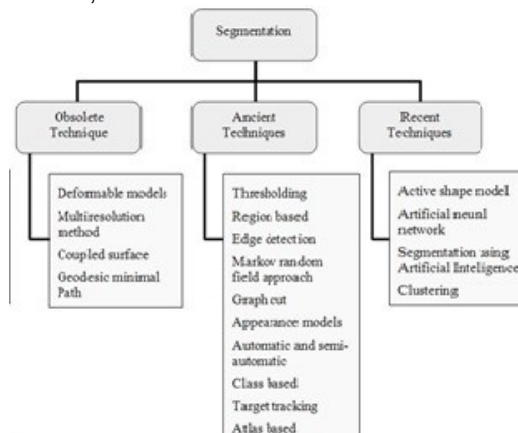 Segmentation
Obsolete
Technique
Ancient
Techniques
Recent
Techniques
Deformable models
Multiresolution
method
Coupled surface
Geodesic minimal
Path
Thresholding
Region based
Edge detection
Markov random
field approach
Graph cut
Appearance models
Automatic and semi-
automatic
Class based
Target tracking
Atlas based
Active shape model
Artificial neural
network
Segmentation using
Artificial Inteligence
Clustering